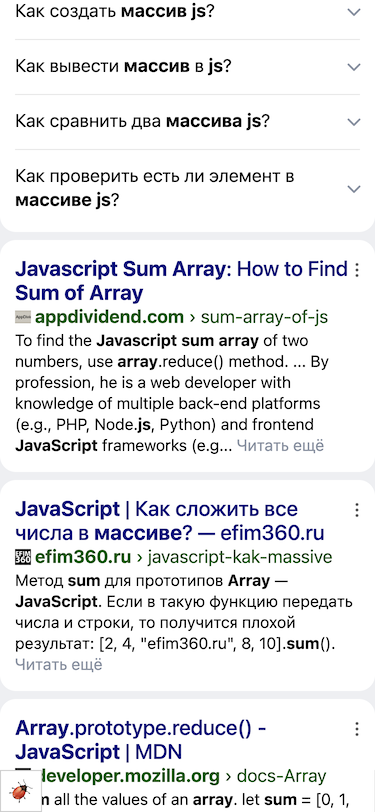 Как создать массив js?
Как вывести массив в js?
Как сравнить два массива js?
Как проверить есть ли элемент в
массиве js?
Javascript Sum Array: How to Find
Sum of Array
appdividend.com › sum-array-of-js
To find the Javascript sum array of two
numbers, use array.reduce() method. ... By
profession, he is a web developer with
knowledge of multiple back-end platforms
(e.g., PHP, Node.js, Python) and frontend
JavaScript frameworks (e.g... Читать ещё
JavaScript | Как сложить все
числа в массиве? — efim360.ru
EFIM 360 efim360.ru › javascript-kak-massive
Метод sum для прототипов Array —
JavaScript. Если в такую функцию передать
числа и строки, то получится плохой
результат: [2, 4, "efim360.ru", 8, 10].sum().
Читать ещё
Array.prototype.reduce() -
JavaScript | MDN
developer.mozilla.org › docs-Array
all the values of an array. let sum = [0, 1,